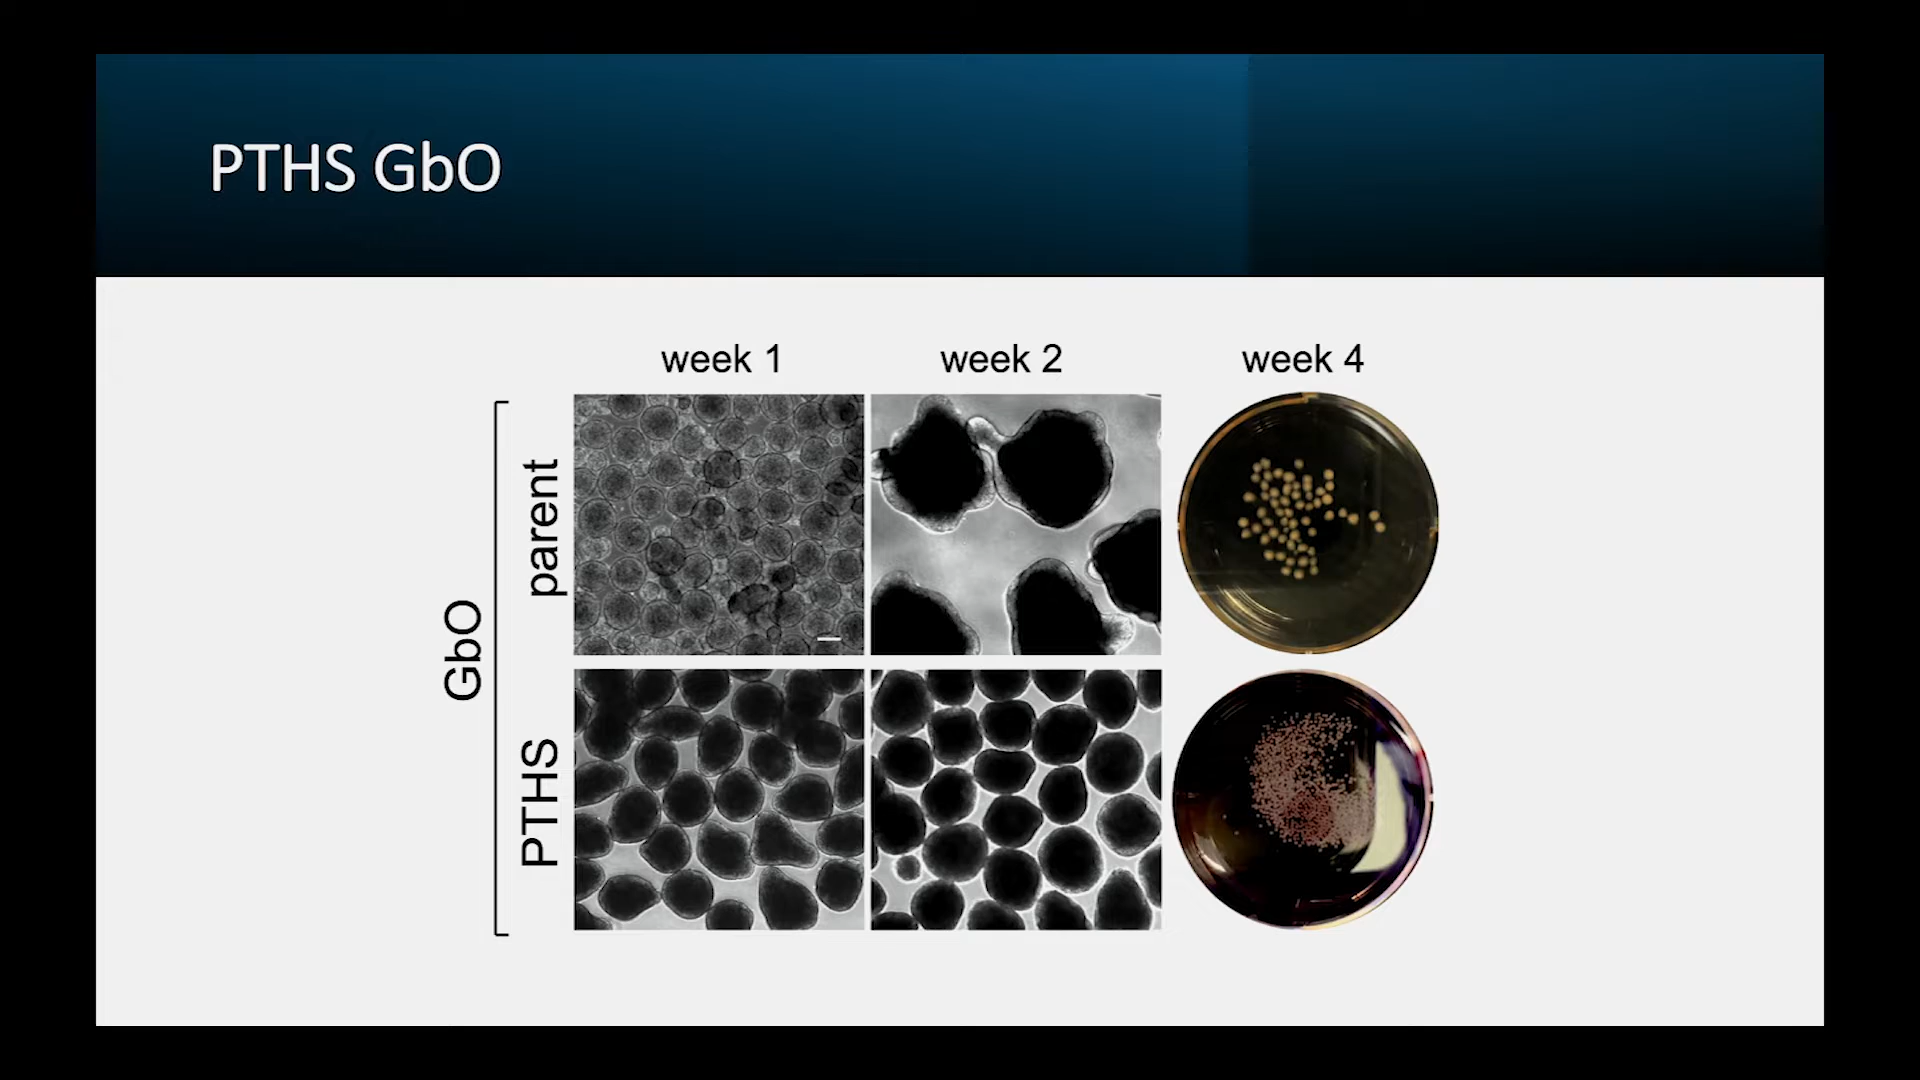 PTHS GbO
week 1
week 2
week 4
GbO
parent
PTHS